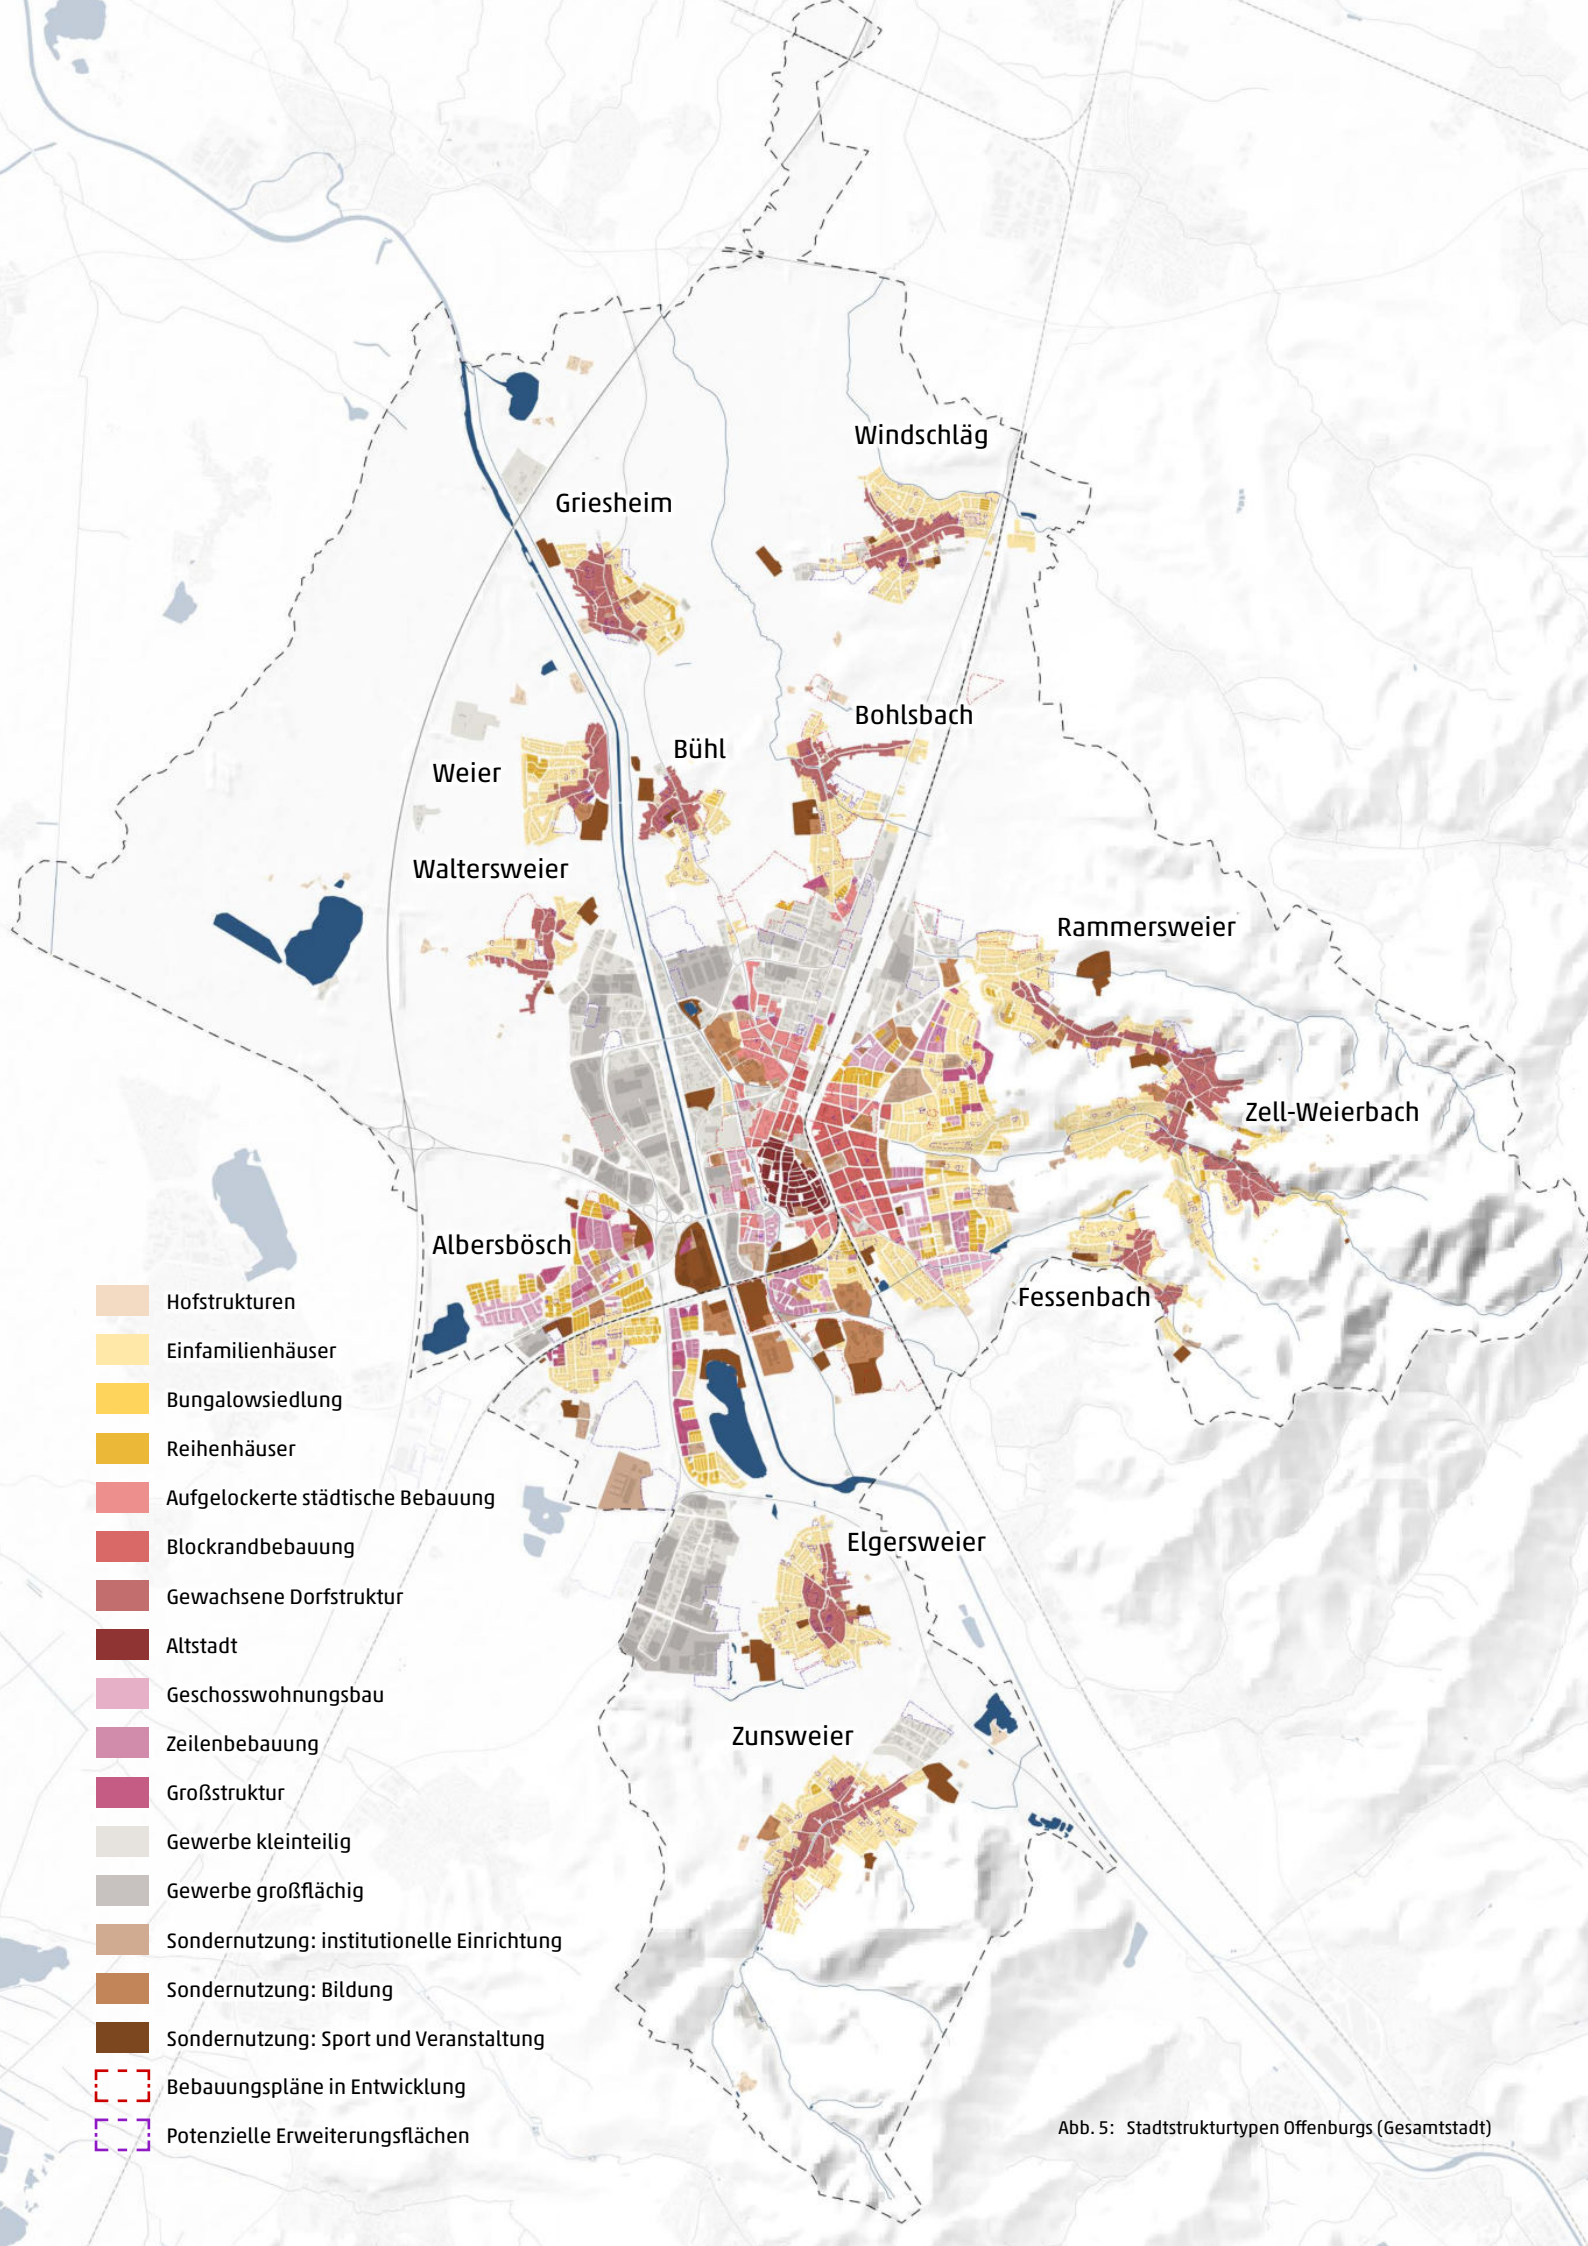 Windschläg
Griesheim
Bohlsbach
Bühl
Weier
Waltersweier
Rammersweier
Zell-Weierbach
Albersbösch
Fessenbach
Elgersweier
Zunsweier
Hofstrukturen
Einfamilienhäuser
Bungalowsiedlung
Reihenhäuser
Aufgelockerte städtische Bebauung
Blockrandbebauung
Gewachsene Dorfstruktur
Altstadt
Geschosswohnungsbau
Zeilenbebauung
Großstruktur
Gewerbe kleinteilig
Gewerbe großflächig
Sondernutzung: institutionelle Einrichtung
Sondernutzung: Bildung
Sondernutzung: Sport und Veranstaltung
Bebauungspläne in Entwicklung
Potenzielle Erweiterungsflächen
Abb. 5: Stadtstrukturtypen Offenburgs (Gesamtstadt)